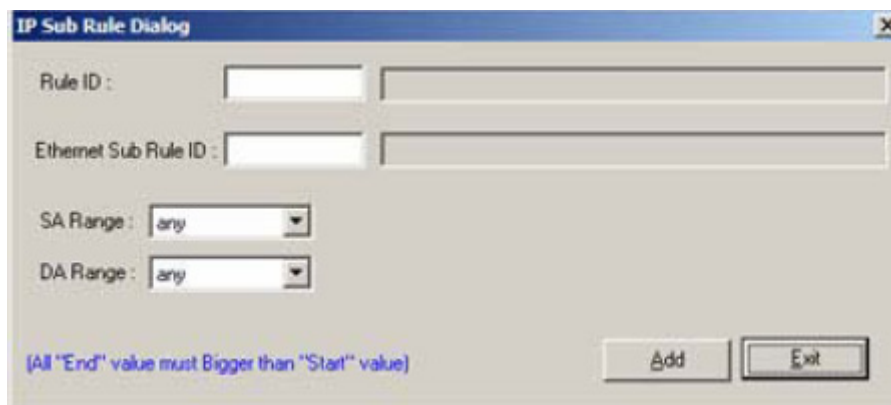 IP Sub Rule Dialog
Rule ID :
Ethernet Sub Rule ID :
SA Range : any
DA Range : any
(All "End" value must Bigger than "Start" value)
Add Exit